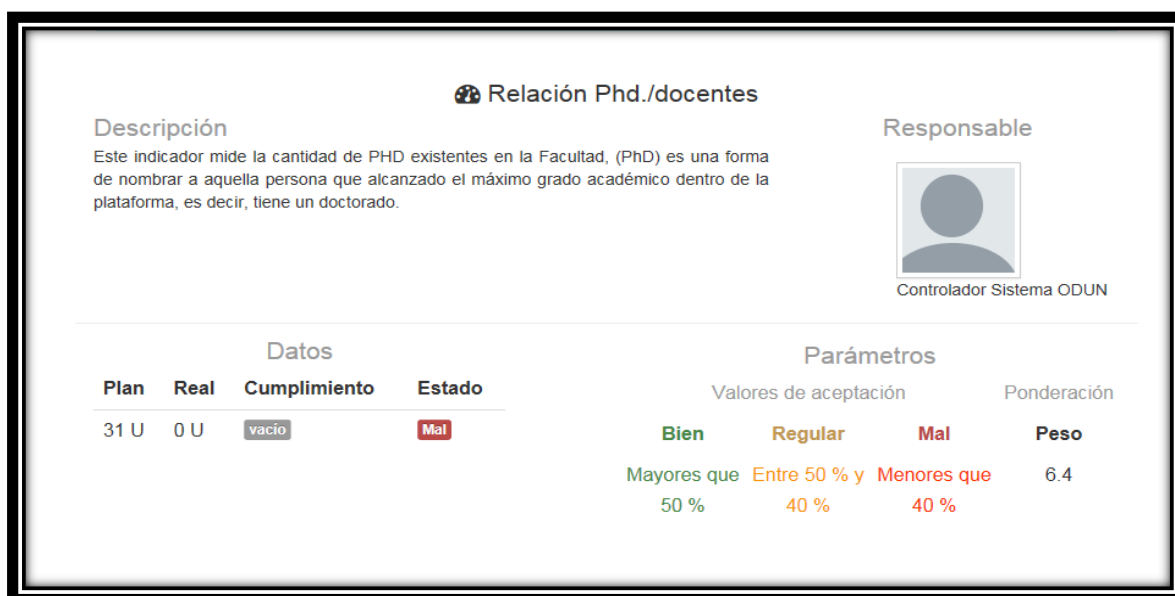 Relación Phd./docentes
Descripción
Este indicador mide la cantidad de PHD existentes en la Facultad, (PhD) es una forma
de nombrar a aquella persona que alcanzado el máximo grado académico dentro de la
plataforma, es decir, tiene un doctorado.
Responsable
Controlador Sistema ODUN
Datos
Plan Real Cumplimiento Estado
31 U 0 U vacío Mal
Parámetros
Valores de aceptación Ponderación
Bien Regular Mal Peso
Mayores que Entre 50 % y Menores que 6.4
50 % 40 % 40 %